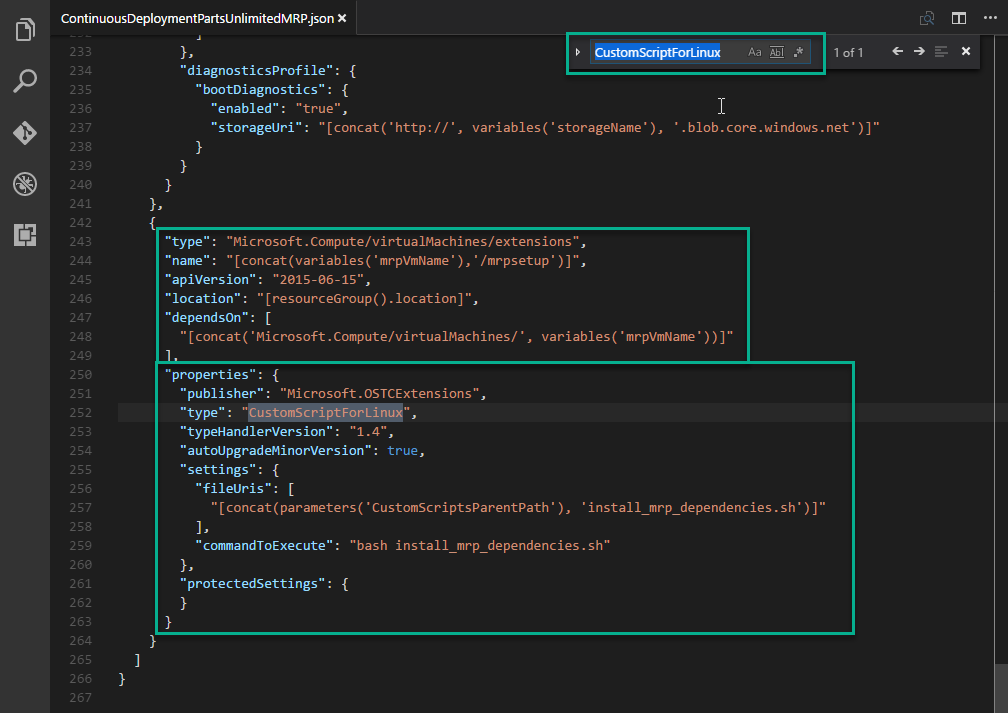 ContinuousDeploymentPartsUnlimitedMRP.json ×
CustomScriptForLinux Aa Abl .* 1 of 1
233 },
234 "diagnosticsProfile": {
235 "bootDiagnostics": {
236 "enabled": "true",
237 "storageUri": "[concat('http://', variables('storageName'), '.blob.core.windows.net')]"
238 }
239 }
240 }
241 },
242 {
243 "type": "Microsoft.Compute/virtualMachines/extensions",
244 "name": "[concat(variables('mrpVmName'),'/mrpsetup')]",
245 "apiVersion": "2015-06-15",
246 "location": "[resourceGroup().location]",
247 "dependsOn": [
248 "[concat('Microsoft.Compute/virtualMachines/', variables('mrpVmName'))]"
249 ],
250 "properties": {
251 "publisher": "Microsoft.OSTCExtensions",
252 "type": "CustomScriptForLinux",
253 "typeHandlerVersion": "1.4",
254 "autoUpgradeMinorVersion": true,
255 "settings": {
256 "fileUris": [
257 "[concat(parameters('CustomScriptsParentPath'), 'install_mrp_dependencies.sh')]"
258 ],
259 "commandToExecute": "bash install_mrp_dependencies.sh"
260 },
261 "protectedSettings": {
262 }
263 }
264 }
265 ]
266 }
267